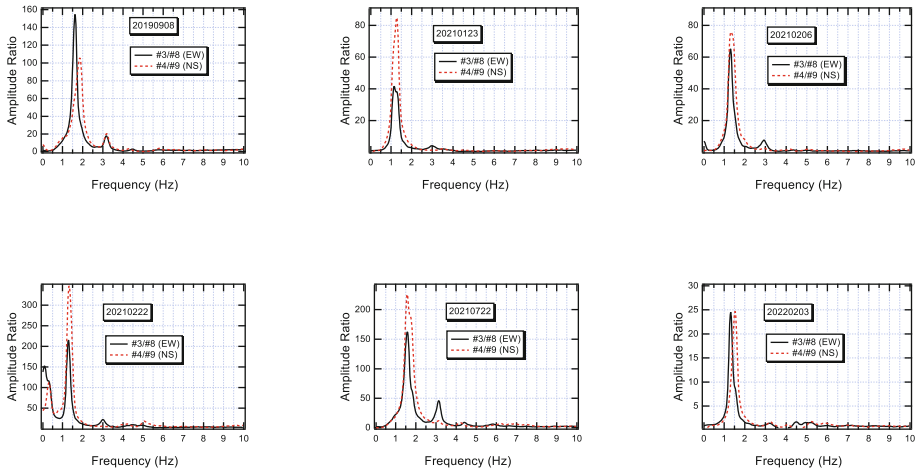 160
140
120
100
80
60
40
20
0
Amplitude Ratio
20190908
#3/#8 (EW)
#4/#9 (NS)
0 1 2 3 4 5 6 7 8 9 10
Frequency (Hz)
80
60
40
20
Amplitude Ratio
20210123
#3/#8 (EW)
#4/#9 (NS)
0 1 2 3 4 5 6 7 8 9 10
Frequency (Hz)
80
60
40
20
Amplitude Ratio
20210206
#3/#8 (EW)
#4/#9 (NS)
0 1 2 3 4 5 6 7 8 9 10
Frequency (Hz)
300
250
200
150
100
50
Amplitude Ratio
20210222
#3/#8 (EW)
#4/#9 (NS)
0 1 2 3 4 5 6 7 8 9 10
Frequency (Hz)
200
150
100
50
0
Amplitude Ratio
20210722
#3/#8 (EW)
#4/#9 (NS)
0 1 2 3 4 5 6 7 8 9 10
Frequency (Hz)
30
25
20
15
10
5
Amplitude Ratio
20220203
#3/#8 (EW)
#4/#9 (NS)
0 1 2 3 4 5 6 7 8 9 10
Frequency (Hz)